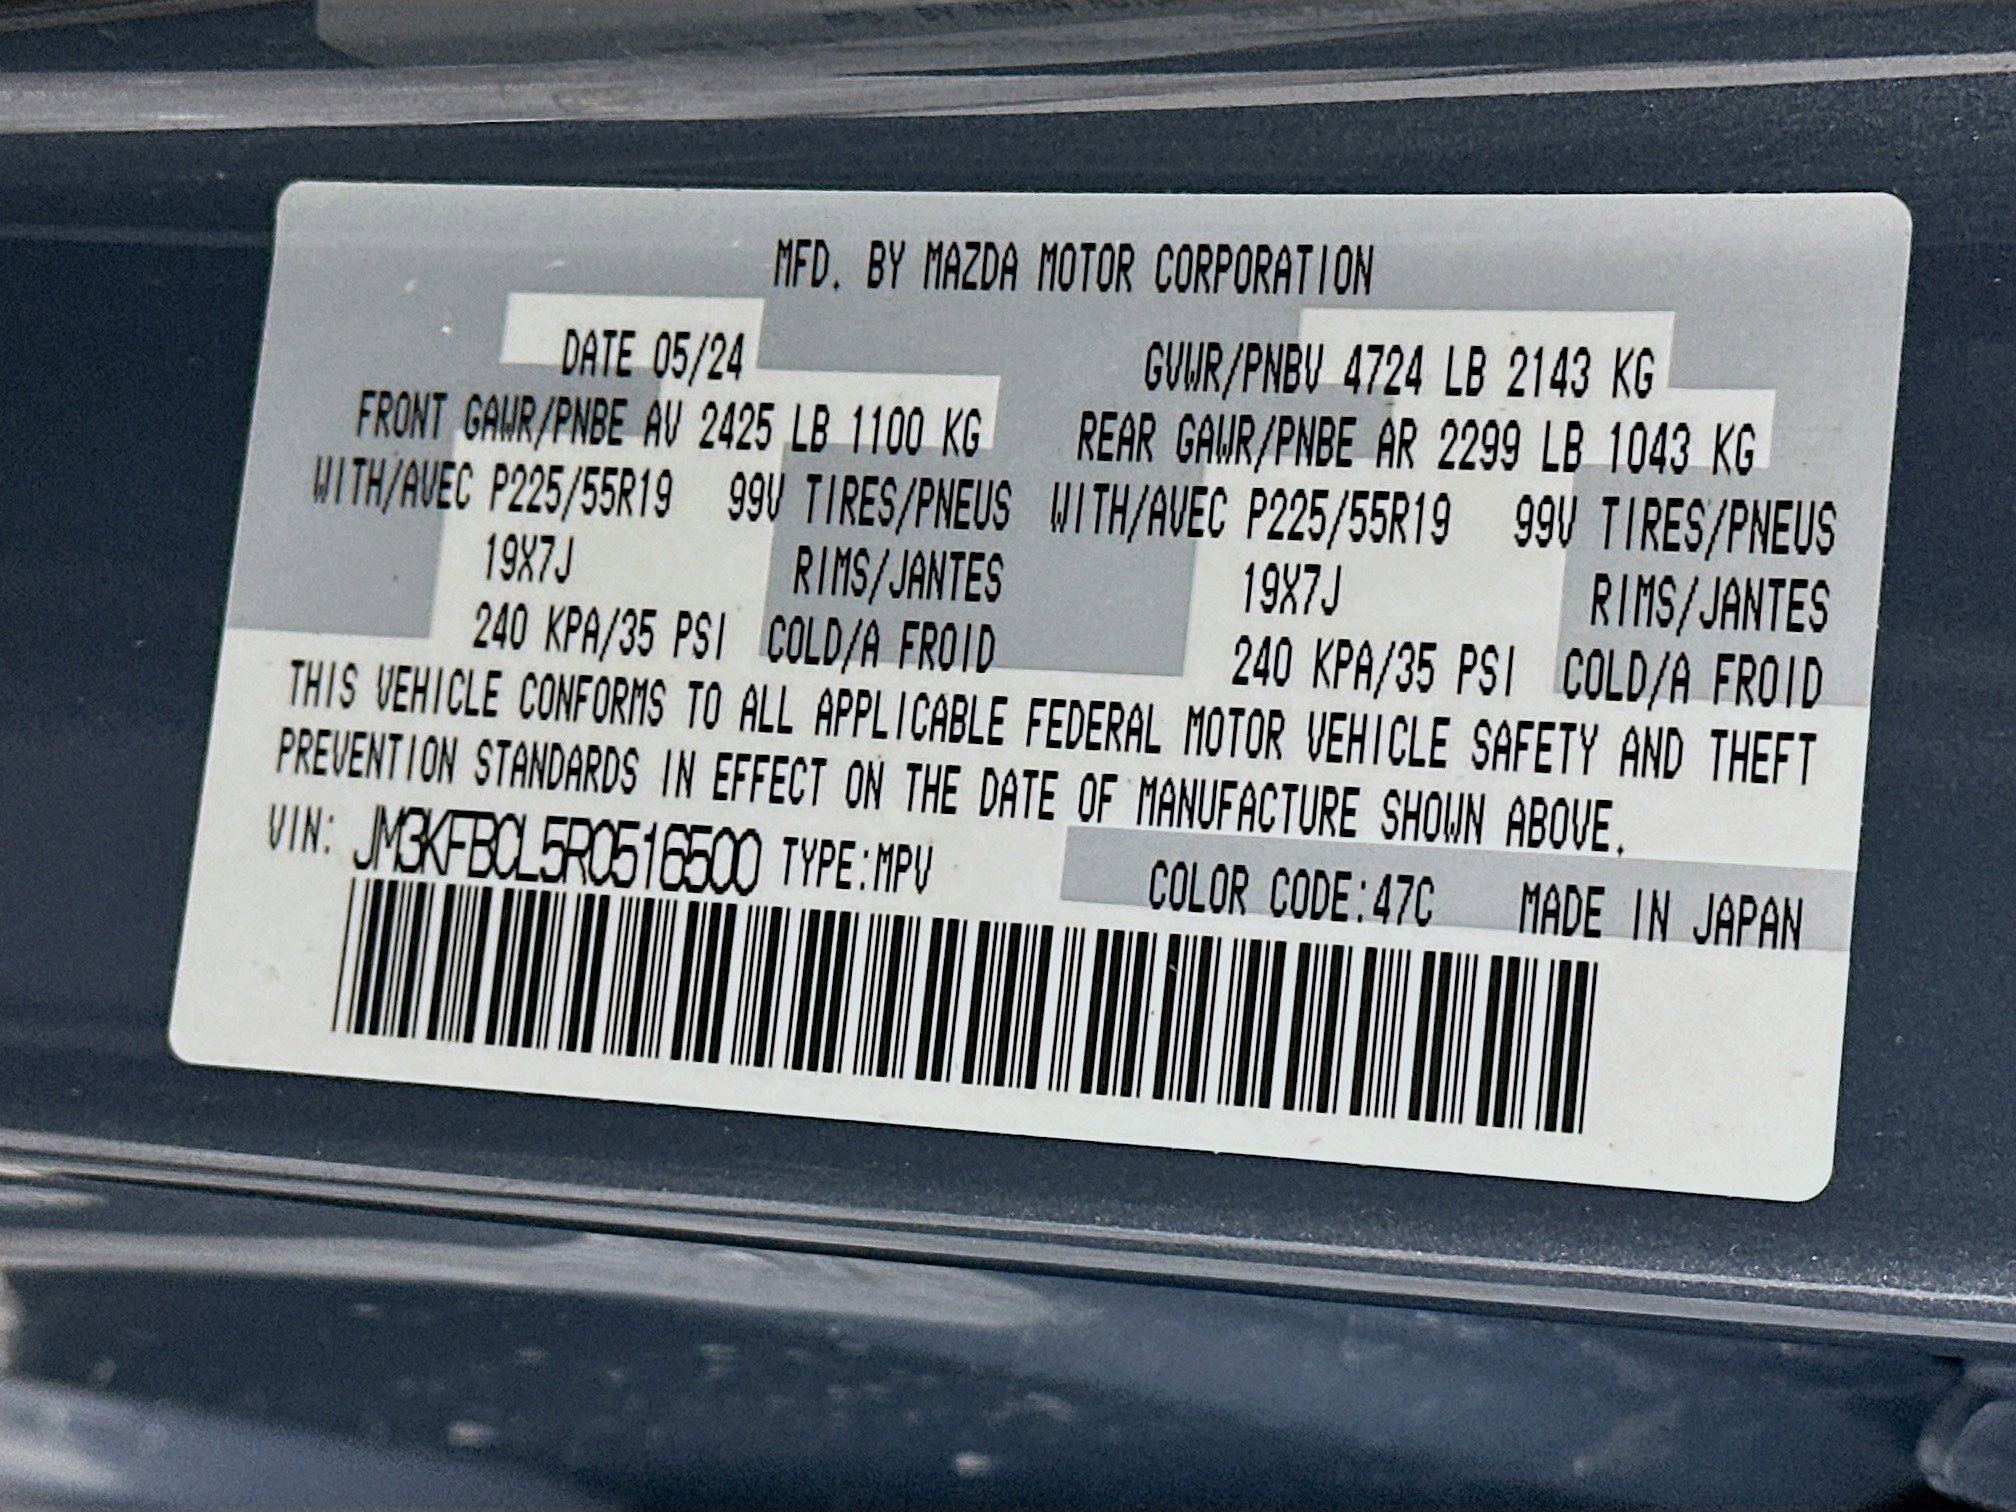 MFD. BY MAZDA MOTOR CORPORATION
DATE 05/24 GVWR/PNBV 4724 LB 2143 KG
FRONT GAWR/PNBE AV 2425 LB 1100 KG REAR GAWR/PNBE AR 2299 LB 1043 KG
WITH/AVEC P225/55R19 99V TIRES/PNEUS WITH/AVEC P225/55R19 99V TIRES/PNEUS
19X7J RIMS/JANTES 19X7J RIMS/JANTES
240 KPA/35 PSI COLD/A FROID 240 KPA/35 PSI COLD/A FROID
THIS VEHICLE CONFORMS TO ALL APPLICABLE FEDERAL MOTOR VEHICLE SAFETY AND THEFT
PREVENTION STANDARDS IN EFFECT ON THE DATE OF MANUFACTURE SHOWN ABOVE.
VIN: JM3KFBCL5R0516500 TYPE:MPV COLOR CODE:47C MADE IN JAPAN